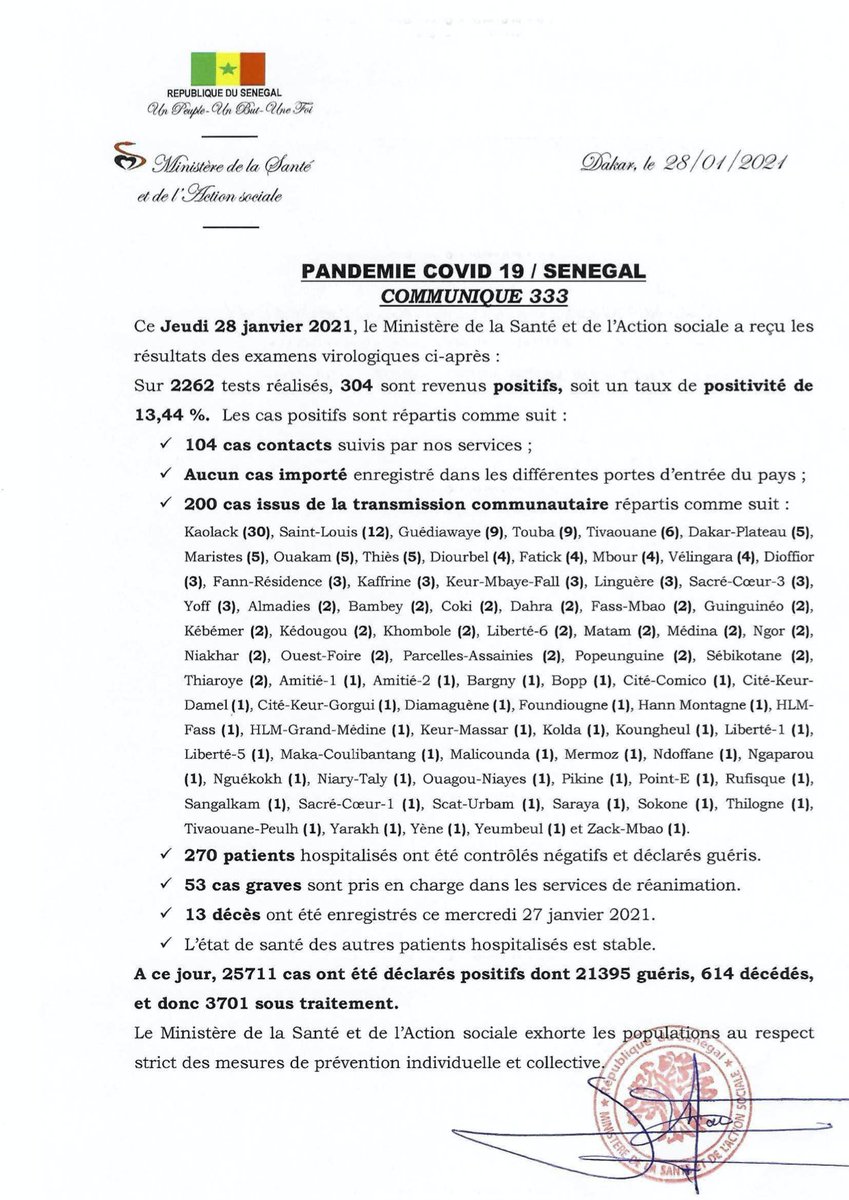 REPUBLIQUE DU SENEGAL
Un Peuple-Un But-Une Foi
Ministère de la Santé
et de l'Action sociale
Dakar, le 28/01/2021
PANDEMIE COVID 19 / SENEGAL
COMMUNIQUE 333
Ce Jeudi 28 janvier 2021, le Ministère de la Santé et de l'Action sociale a reçu les
résultats des examens virologiques ci-après :
Sur 2262 tests réalisés, 304 sont revenus positifs, soit un taux de positivité de
13,44 %. Les cas positifs sont répartis comme suit :
✓ 104 cas contacts suivis par nos services ;
✓ Aucun cas importé enregistré dans les différentes portes d'entrée du pays ;
✓ 200 cas issus de la transmission communautaire répartis comme suit :
Kaolack (30), Saint-Louis (12), Guédiawaye (9), Touba (9), Tivaouane (6), Dakar-Plateau (5),
Maristes (5), Ouakam (5), Thiès (5), Diourbel (4), Fatick (4), Mbour (4), Vélingara (4), Dioffior
(3), Fann-Résidence (3), Kaffrine (3), Keur-Mbaye-Fall (3), Linguère (3), Sacré-Cœur-3 (3),
Yoff (3), Almadies (2), Bambey (2), Coki (2), Dahra (2), Fass-Mbao (2), Guinguinéo (2),
Kébémer (2), Kédougou (2), Khombole (2), Liberté-6 (2), Matam (2), Médina (2), Ngor (2),
Niakhar (2), Ouest-Foire (2), Parcelles-Assainies (2), Popeunguine (2), Sébikotane (2),
Thiaroye (2), Amitié-1 (1), Amitié-2 (1), Bargny (1), Bopp (1), Cité-Comico (1), Cité-Keur-
Damel (1), Cité-Keur-Gorgui (1), Diamaguène (1), Foundiougne (1), Hann Montagne (1), HLM-
Fass (1), HLM-Grand-Médine (1), Keur-Massar (1), Kolda (1), Koungheul (1), Liberté-1 (1),
Liberté-5 (1), Maka-Coulibantang (1), Malicounda (1), Mermoz (1), Ndoffane (1), Ngaparou
(1), Nguékokh (1), Niary-Taly (1), Ouagou-Niayes (1), Pikine (1), Point-E (1), Rufisque (1),
Sangalkam (1), Sacré-Cœur-1 (1), Scat-Urbam (1), Saraya (1), Sokone (1), Thilogne (1),
Tivaouane-Peulh (1), Yarakh (1), Yène (1), Yeumbeul (1) et Zack-Mbao (1).
✓ 270 patients hospitalisés ont été contrôlés négatifs et déclarés guéris.
✓ 53 cas graves sont pris en charge dans les services de réanimation.
✓ 13 décès ont été enregistrés ce mercredi 27 janvier 2021.
✓ L'état de santé des autres patients hospitalisés est stable.
A ce jour, 25711 cas ont été déclarés positifs dont 21395 guéris, 614 décédés,
et donc 3701 sous traitement.
Le Ministère de la Santé et de l'Action sociale exhorte les populations au respect
strict des mesures de prévention individuelle et collective.
République du Sénégal
MINISTERE DE LA SANTE ET DE L'ACTION SOCIALE